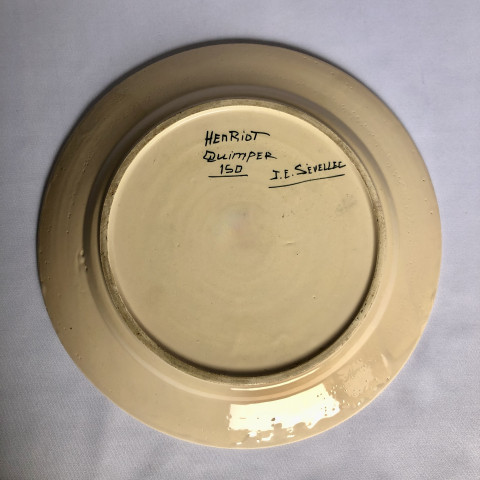 HENRIOT
QUIMPER
150
J.E. SEVELLEC